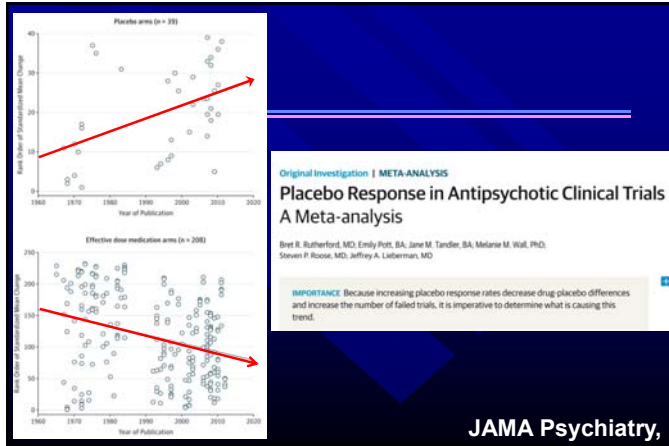 Placebo arms (n = 39)
40
30
20
10
0
Rank Order of Standardized Mean Change
1960
1970
1980
1990
2000
2010
2020
Year of Publication
Effective dose medication arms (n = 208)
250
200
150
100
50
0
Rank Order of Standardized Mean Change
1960
1970
1980
1990
2000
2010
2020
Year of Publication
Original Investigation | META-ANALYSIS
Placebo Response in Antipsychotic Clinical Trials
A Meta-analysis
Bret R. Rutherford, MD; Emily Pott, BA; Jane M. Tandler, BA; Melanie M. Wall, PhD;
Steven P. Roose, MD; Jeffrey A. Lieberman, MD
IMPORTANCE Because increasing placebo response rates decrease drug-placebo differences
and increase the number of failed trials, it is imperative to determine what is causing this
trend.
JAMA Psychiatry,